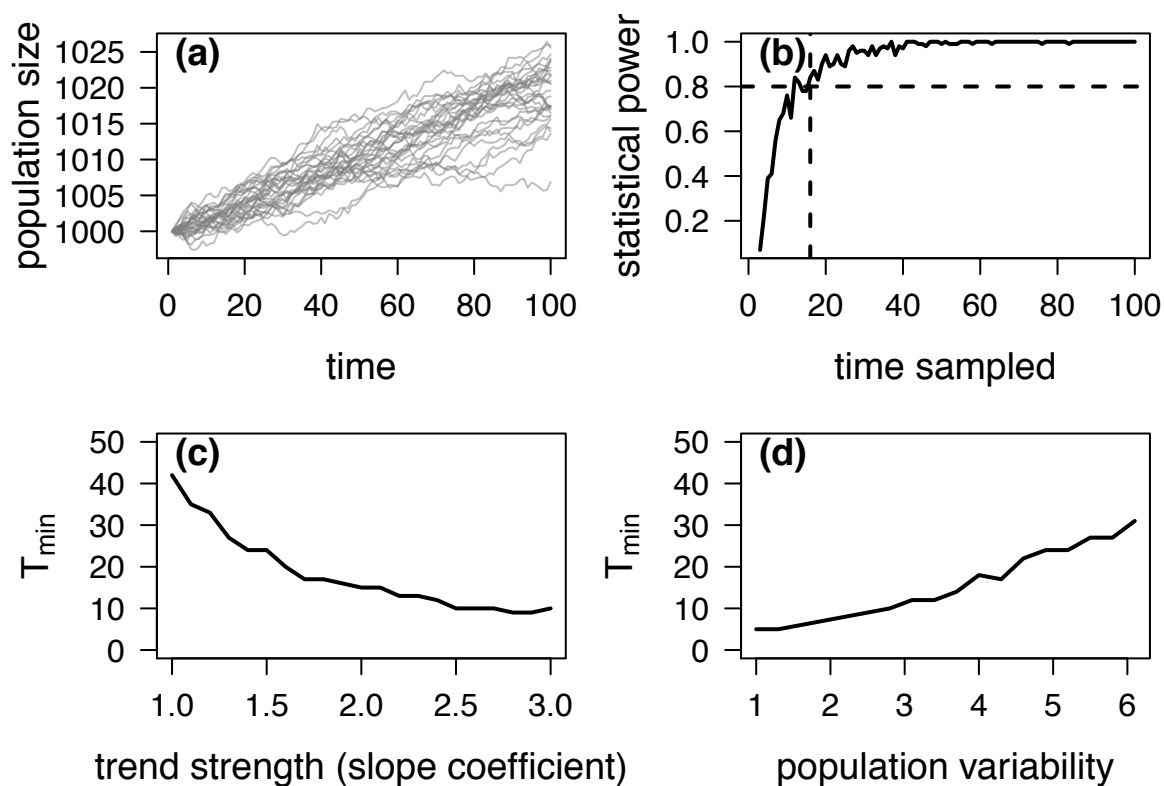 (a)
population size
1025
1020
1015
1010
1005
1000
0 20 40 60 80 100
time
(b)
statistical power
1.0
0.8
0.6
0.4
0.2
0 20 40 60 80 100
time sampled
(c)
Tmin
50
40
30
20
10
0
1.0 1.5 2.0 2.5 3.0
trend strength (slope coefficient)
(d)
Tmin
50
40
30
20
10
0
1 2 3 4 5 6
population variability